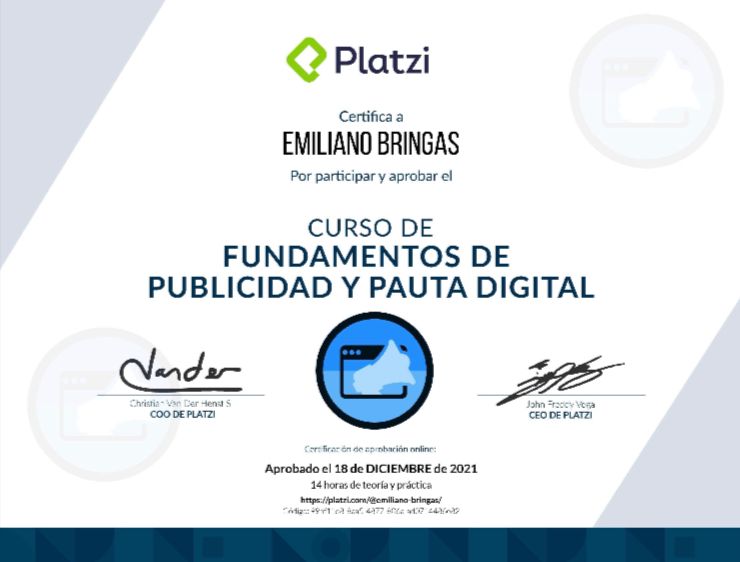 Platzi
Certifica a
EMILIANO BRINGAS
Por participar y aprobar el
CURSO DE
FUNDAMENTOS DE
PUBLICIDAD Y PAUTA DIGITAL
Vander
Christian Van Der Henst S
COO DE PLATZI
John Freddy Vega
CEO DE PLATZI
Certificación de aprobación online:
Aprobado el 18 de DICIEMBRE de 2021
14 horas de teoría y práctica
https://platzi.com/@emiliano-bringas/
Código: